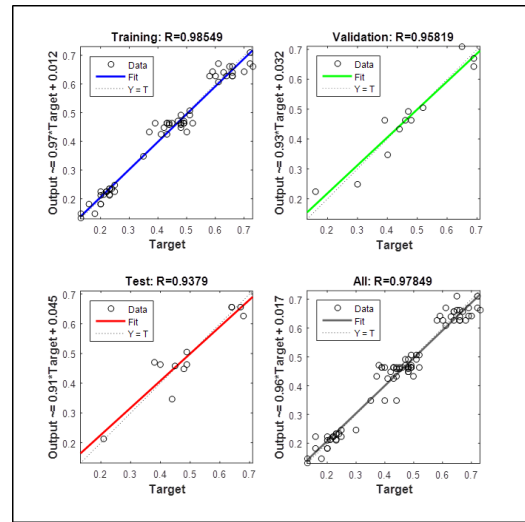 Training: R=0.98549
Output ~= 0.97*Target + 0.012
0.7
0.6
0.5
0.4
0.3
0.2
Data
Fit
Y = T
0.2 0.3 0.4 0.5 0.6 0.7
Target
Validation: R=0.95819
Output ~= 0.93*Target + 0.032
0.7
0.6
0.5
0.4
0.3
0.2
Data
Fit
Y = T
0.2 0.3 0.4 0.5 0.6 0.7
Target
Test: R=0.9379
Output ~= 0.91*Target + 0.045
0.7
0.6
0.5
0.4
0.3
0.2
Data
Fit
Y = T
0.2 0.3 0.4 0.5 0.6 0.7
Target
All: R=0.97849
Output ~= 0.96*Target + 0.017
0.7
0.6
0.5
0.4
0.3
0.2
Data
Fit
Y = T
0.2 0.3 0.4 0.5 0.6 0.7
Target